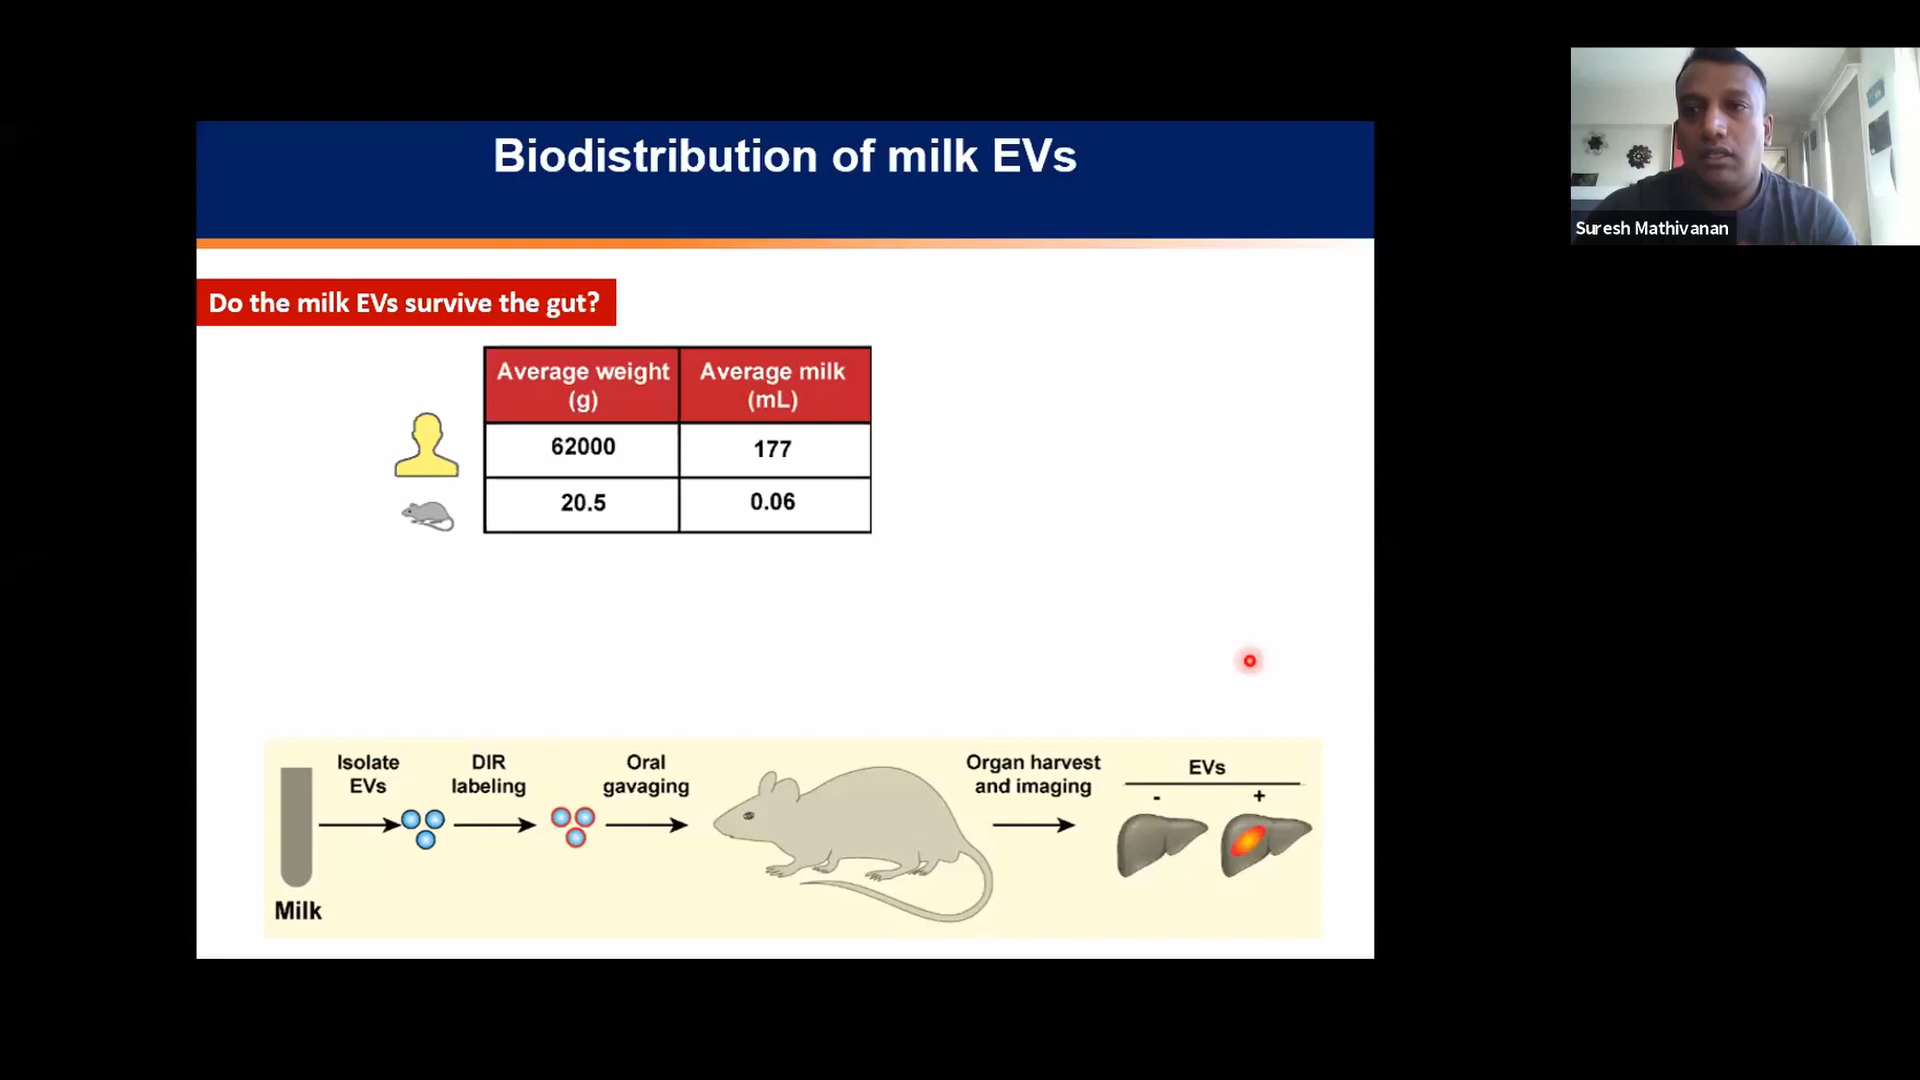 Biodistribution of milk EVs
Suresh Mathivanan
Do the milk EVs survive the gut?
Average weight
(g)
Average milk
(mL)
62000
177
20.5
0.06
Isolate
EVs
DIR
labeling
Oral
gavaging
Organ harvest
and imaging
EVs
-
+
Milk